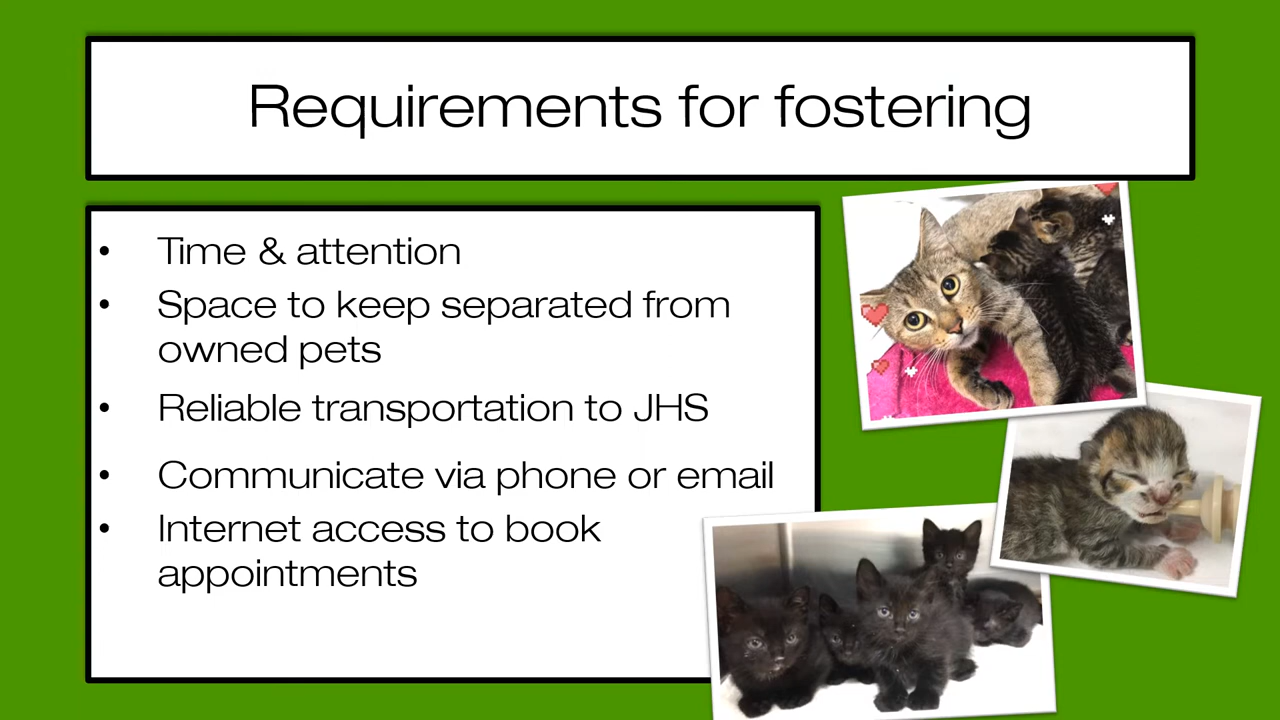 Requirements for fostering
• Time & attention
• Space to keep separated from
owned pets
• Reliable transportation to JHS
• Communicate via phone or email
• Internet access to book
appointments